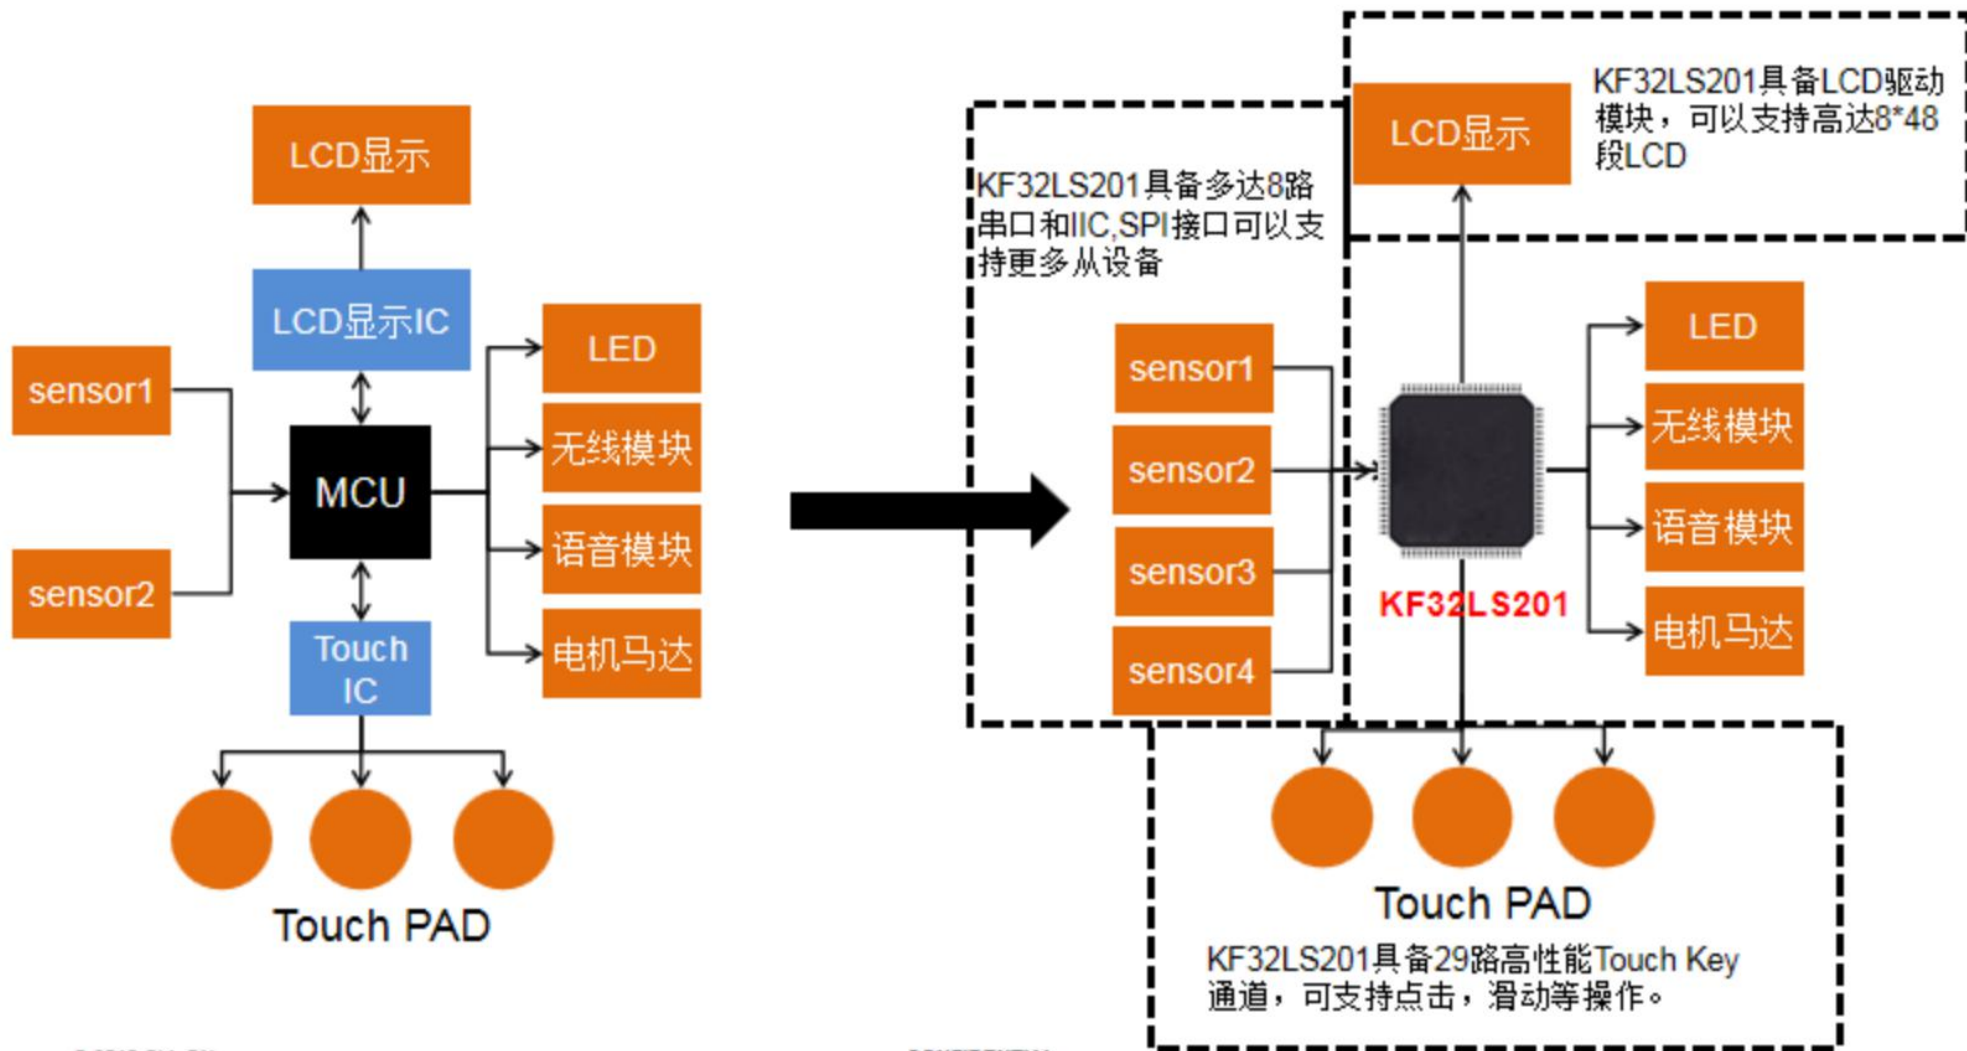 LCD显示
LCD显示IC
sensor1
sensor2
MCU
LED
无线模块
语音模块
电机马达
Touch
IC
Touch PAD
KF32LS201具备多达8路
串口和IIC,SPI接口可以支
持更多从设备
sensor1
sensor2
sensor3
sensor4
LCD显示
KF32LS201具备LCD驱动
模块，可以支持高达8*48
段LCD
KF32LS201
LED
无线模块
语音模块
电机马达
Touch PAD
KF32LS201具备29路高性能Touch Key
通道，可支持点击，滑动等操作。